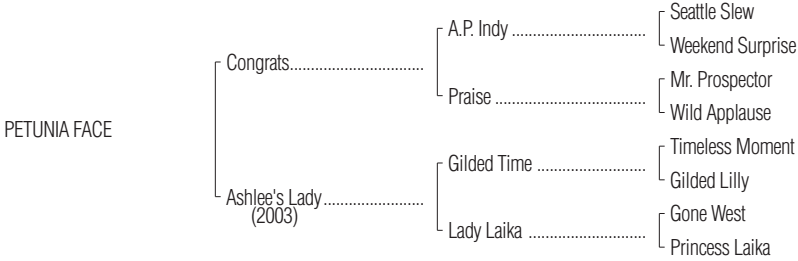 Seattle Slew
A.P. Indy ................................
Weekend Surprise
Congrats................................
Mr. Prospector
Praise ....................................
Wild Applause
PETUNIA FACE
Timeless Moment
Gilded Time ..........................
Gilded Lilly
Ashlee's Lady........................
(2003)
Gone West
Lady Laika ............................
Princess Laika